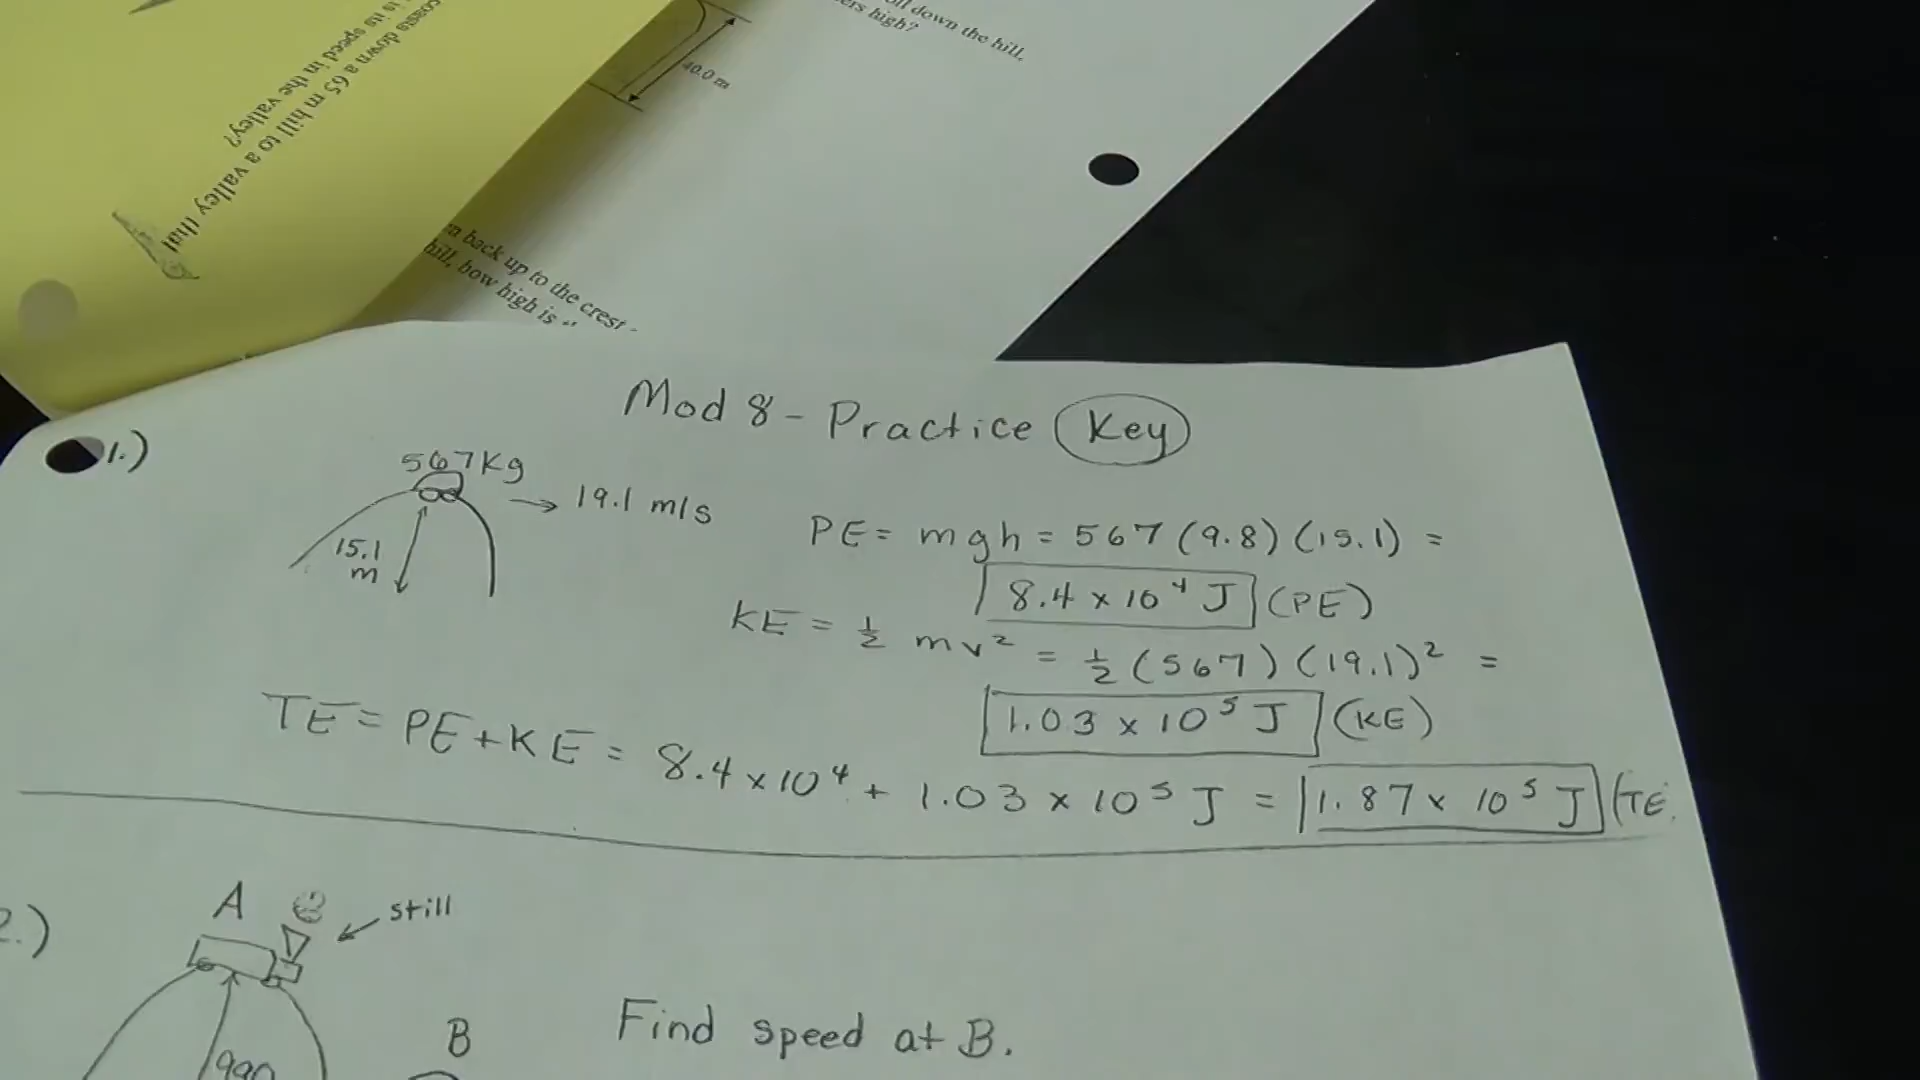 ll down the hill.
ers high?
40.0 m
coasts down a 65 m hill to a valley that
is its speed in the valley?
n back up to the crest
hill, how high is
Mod 8 - Practice Key
1.)
567 Kg
19.1 m/s
15.1
m
PE = mgh = 567 (9.8) (15.1) =
8.4 x 10⁴ J (PE)
KE = ½ mv² = ½ (567) (19.1)² =
1.03 x 10⁵ J (KE)
TE = PE + KE = 8.4 x 10⁴ + 1.03 x 10⁵ J = 1.87 x 10⁵ J (TE
2.)
A
still
B
990
Find speed at B.